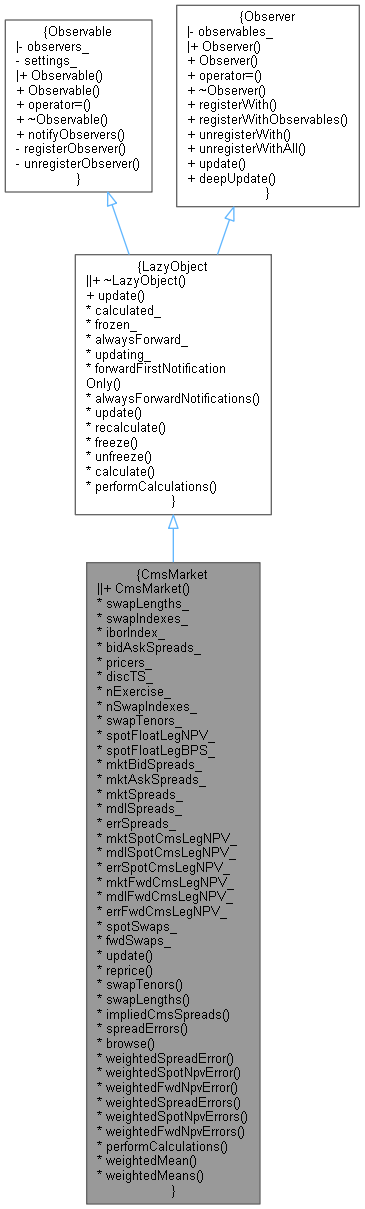 {Observable
|- observers_
- settings_
|+ Observable()
+ Observable()
+ operator=()
+ ~Observable()
+ notifyObservers()
- registerObserver()
- unregisterObserver()
}
{Observer
|- observables_
|+ Observer()
+ Observer()
+ operator=()
+ ~Observer()
+ registerWith()
+ registerWithObservables()
+ unregisterWith()
+ unregisterWithAll()
+ update()
+ deepUpdate()
}
{LazyObject
||+ ~LazyObject()
+ update()
* calculated_
* frozen_
* alwaysForward_
* updating_
* forwardFirstNotification
Only()
* alwaysForwardNotifications()
* update()
* recalculate()
* freeze()
* unfreeze()
* calculate()
* performCalculations()
}
{CmsMarket
||+ CmsMarket()
* swapLengths_
* swapIndexes_
* iborIndex_
* bidAskSpreads_
* pricers_
* discTS_
* nExercise_
* nSwapIndexes_
* swapTenors_
* spotFloatLegNPV_
* spotFloatLegBPS_
* mktBidSpreads_
* mktAskSpreads_
* mktSpreads_
* mdlSpreads_
* errSpreads_
* mktSpotCmsLegNPV_
* mdlSpotCmsLegNPV_
* errSpotCmsLegNPV_
* mktFwdCmsLegNPV_
* mdlFwdCmsLegNPV_
* errFwdCmsLegNPV_
* spotSwaps_
* fwdSwaps_
* update()
* reprice()
* swapTenors()
* swapLengths()
* impliedCmsSpreads()
* spreadErrors()
* browse()
* weightedSpreadError()
* weightedSpotNpvError()
* weightedFwdNpvError()
* weightedSpreadErrors()
* weightedSpotNpvErrors()
* weightedFwdNpvErrors()
* performCalculations()
* weightedMean()
* weightedMeans()
}